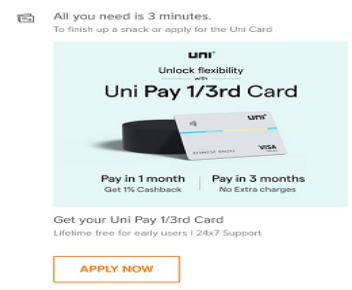 All you need is 3 minutes.
To finish up a snack or apply for the Uni Card
uni
Unlock flexibility
with
Uni Pay 1/3rd Card
uni
VISA
Pay in 1 month
Get 1% Cashback
Pay in 3 months
No Extra charges
Get your Uni Pay 1/3rd Card
Lifetime free for early users | 24x7 Support
APPLY NOW